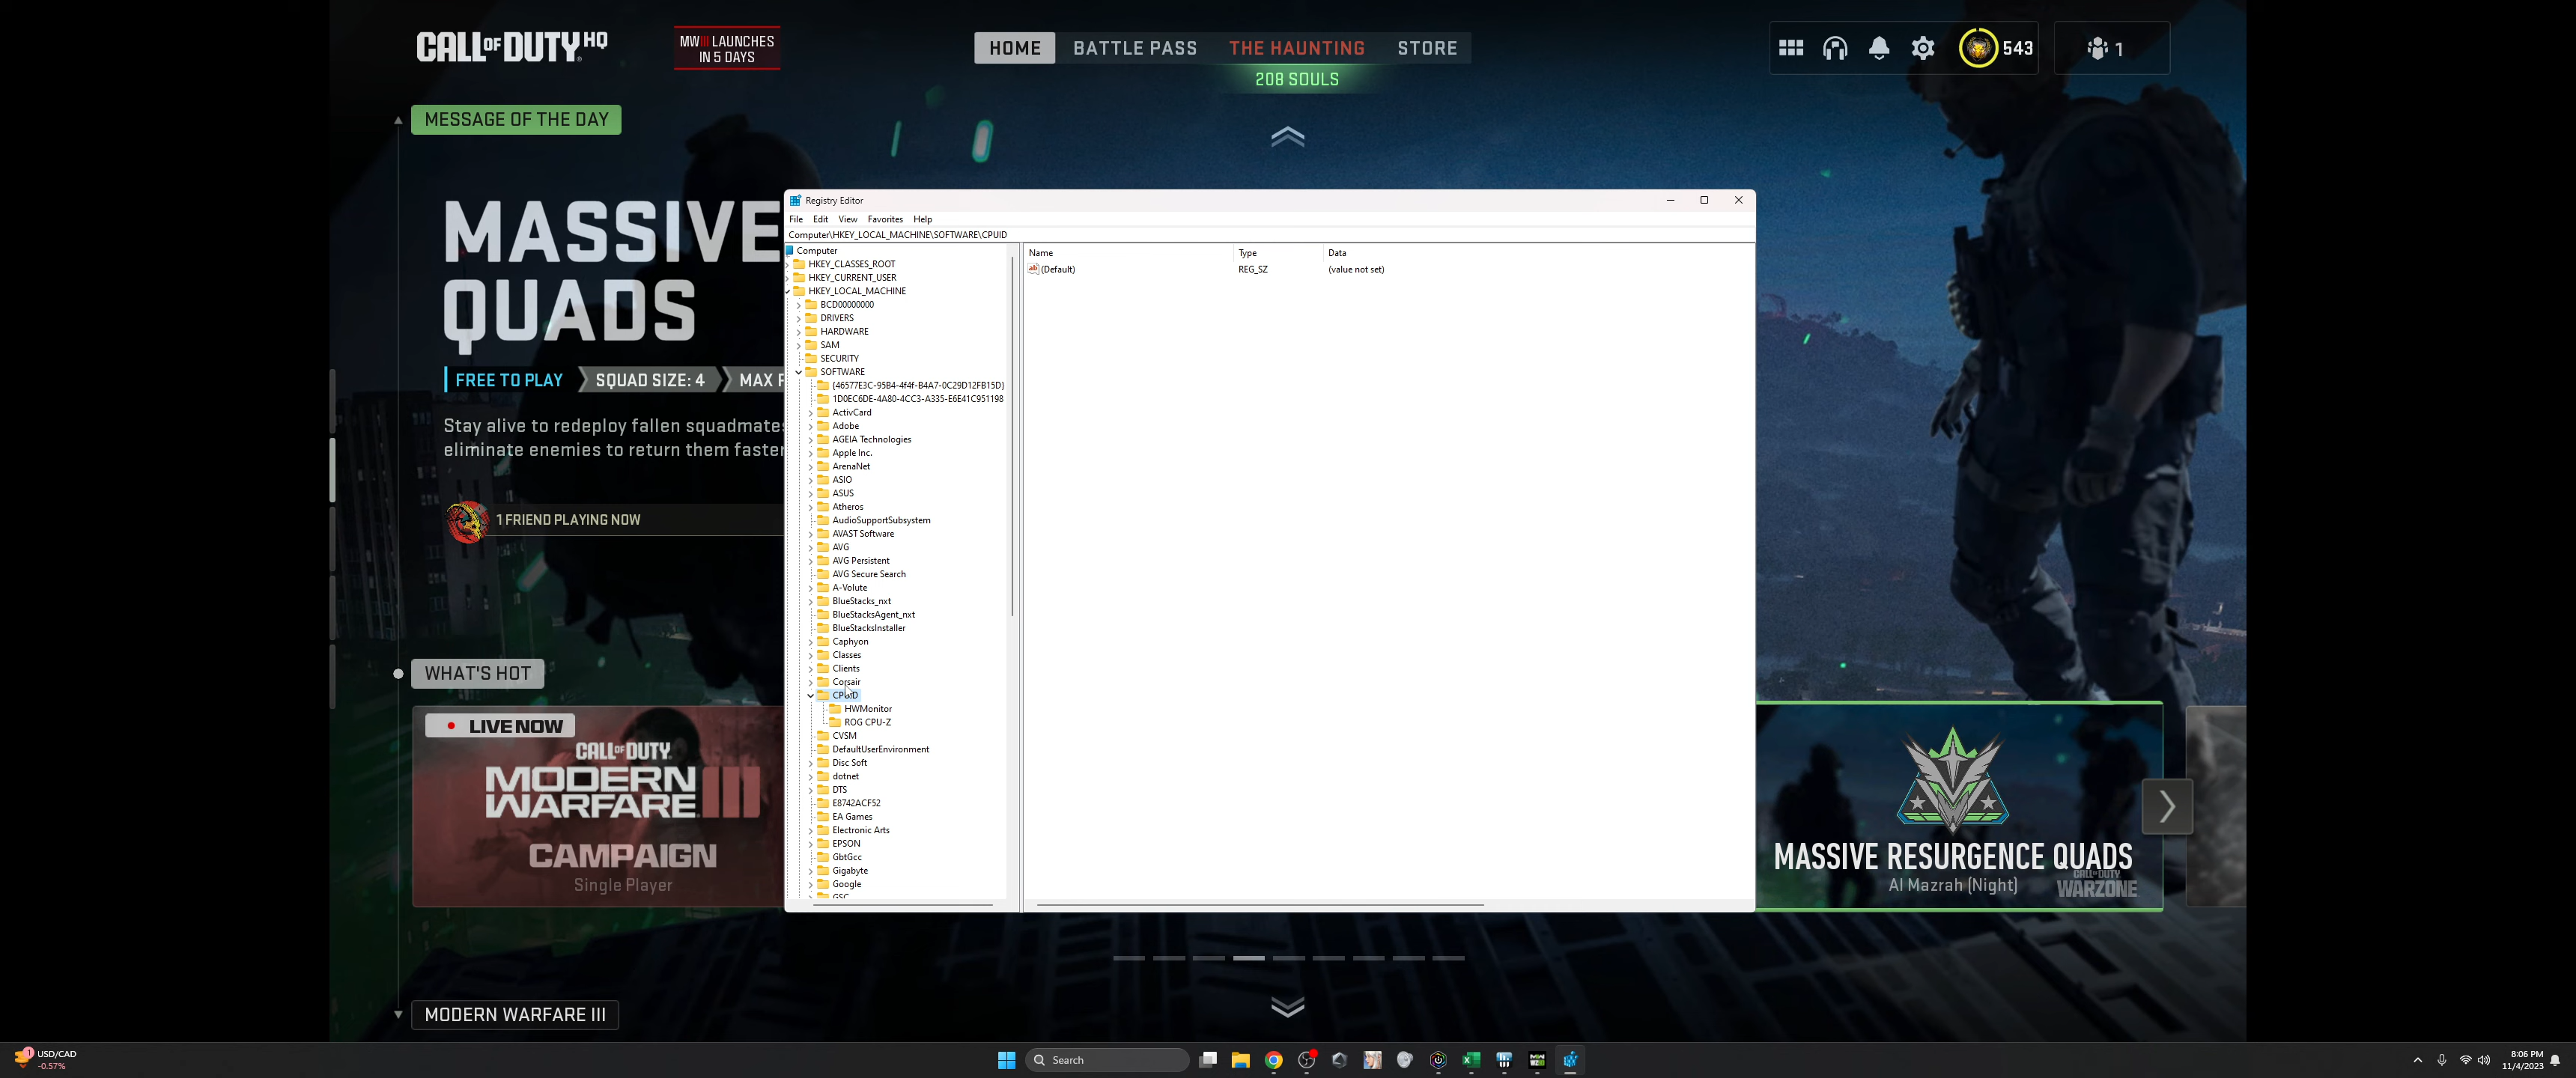 CALL OF DUTY HQ
MWIII LAUNCHES
IN 5 DAYS
HOME
BATTLE PASS
THE HAUNTING
STORE
208 SOULS
543
1
MESSAGE OF THE DAY
MASSIVE
QUADS
FREE TO PLAY
SQUAD SIZE: 4
Stay alive to redeploy fallen squadmates
eliminate enemies to return them faster
1 FRIEND PLAYING NOW
WHAT'S HOT
LIVE NOW
CALL OF DUTY
MODERN
WARFARE III
CAMPAIGN
Single Player
MODERN WARFARE III
Registry Editor
File Edit View Favorites Help
Computer\HKEY_LOCAL_MACHINE\SOFTWARE\CPUID
Computer
HKEY_CLASSES_ROOT
HKEY_CURRENT_USER
HKEY_LOCAL_MACHINE
BCD00000000
DRIVERS
HARDWARE
SAM
SECURITY
SOFTWARE
{46577E3C-95B4-4f4f-B4A7-0C29D12FB15D}
1D0EC6DE-4A80-4CC3-A335-E6E41C951198
ActivCard
Adobe
AGEIA Technologies
Apple Inc.
ArenaNet
ASIO
ASUS
Atheros
AudioSupportSubsystem
AVAST Software
AVG
AVG Persistent
AVG Secure Search
A-Volute
BlueStacks_nxt
BlueStacksAgent_nxt
BlueStacksInstaller
Caphyon
Classes
Clients
Corsair
CPUID
HWMonitor
ROG CPU-Z
CVSM
DefaultUserEnvironment
Disc Soft
dotnet
DTS
E8742ACF52
EA Games
Electronic Arts
EPSON
GbtGcc
Gigabyte
Google
GSC
Name Type Data
(Default) REG_SZ (value not set)
MASSIVE RESURGENCE QUADS
Al Mazrah (Night)
CALL OF DUTY
WARZONE
1
USD/CAD
-0.57%
Search
8:06 PM
11/4/2023